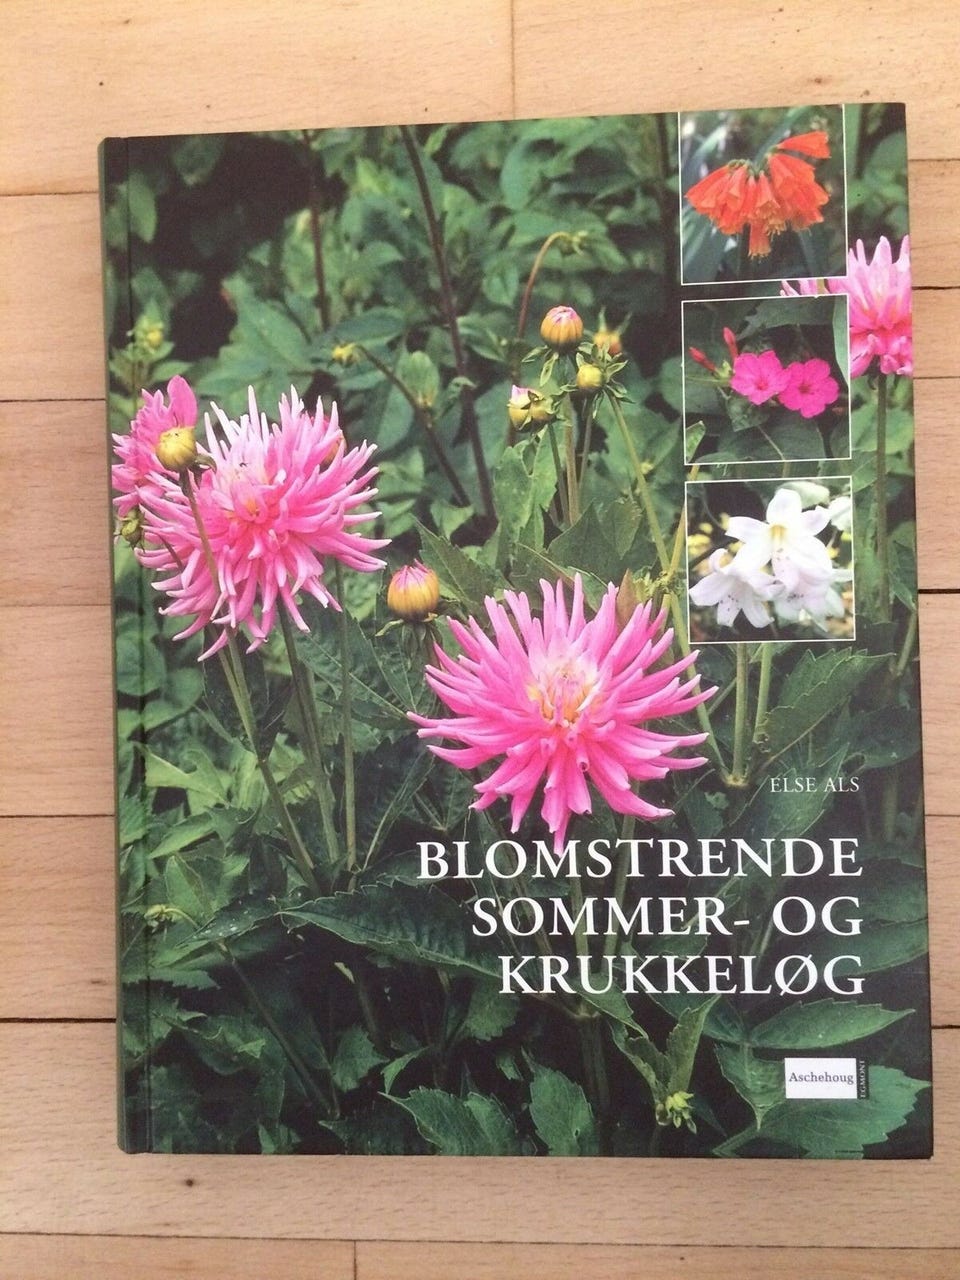 ELSE ALS
BLOMSTRENDE
SOMMER- OG
KRUKKELØG
Aschehoug
EGMONT